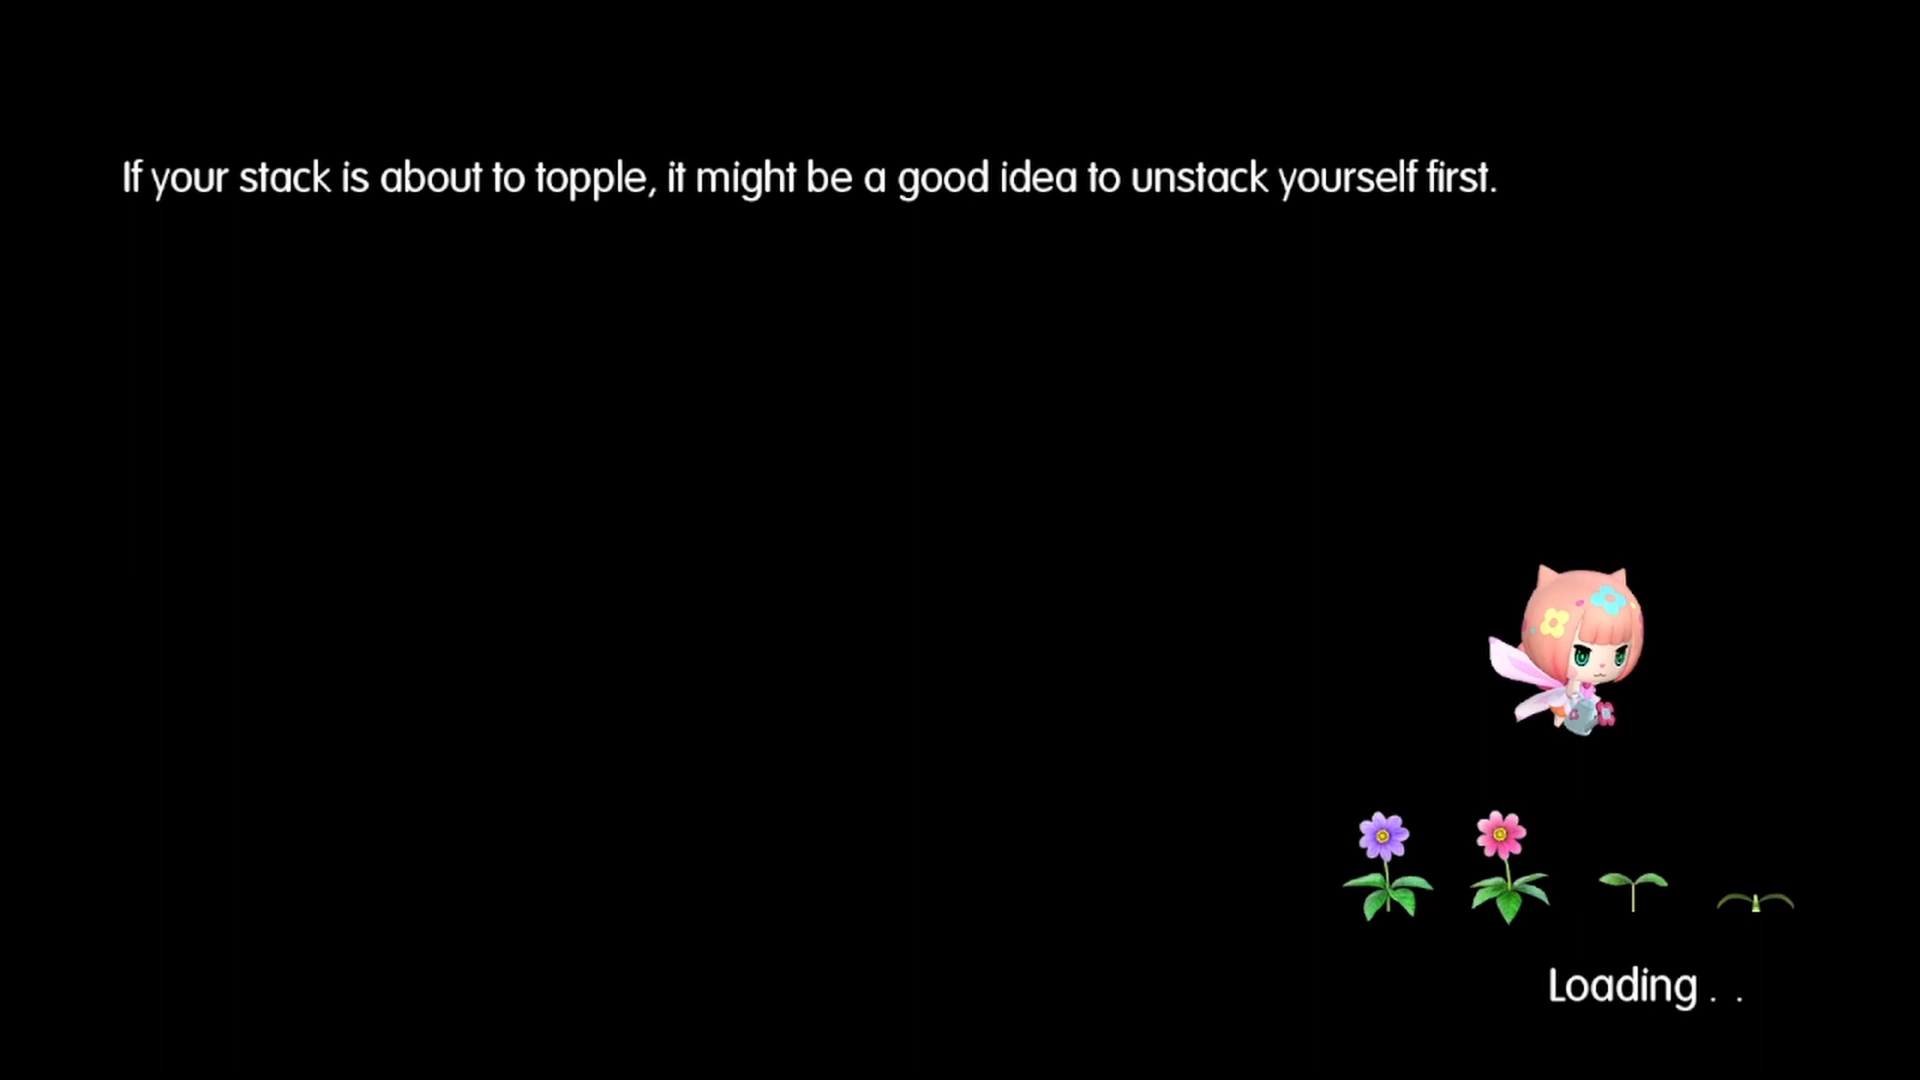 If your stack is about to topple, it might be a good idea to unstack yourself first.
Loading . .